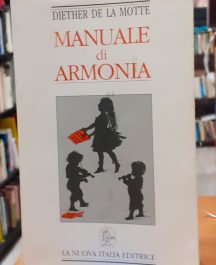 DIETHER DE LA MOTTE
MANUALE
di
ARMONIA
LA NUOVA ITALIA EDITRICE